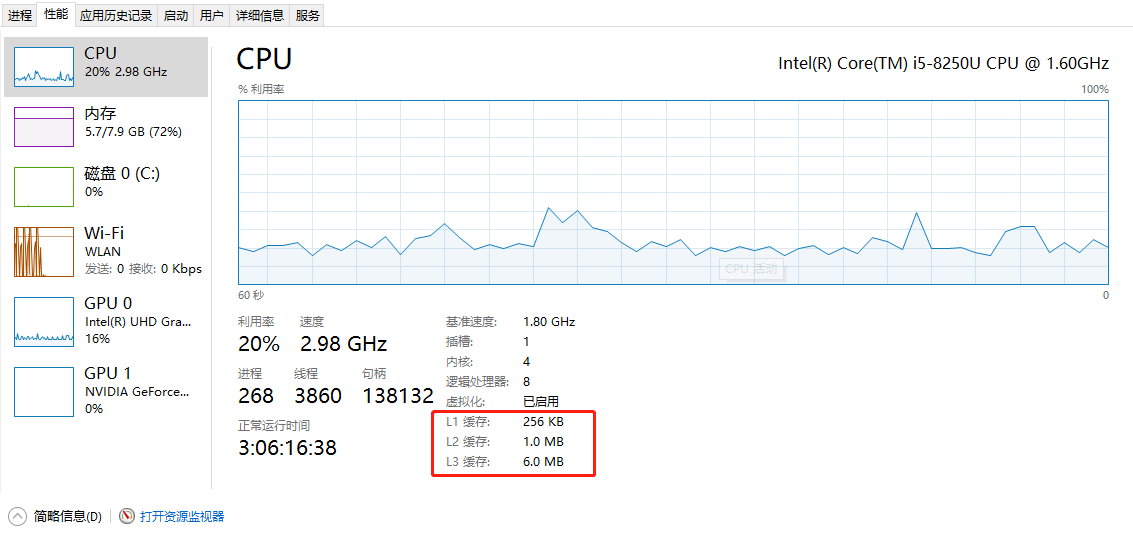 进程 性能 应用历史记录 启动 用户 详细信息 服务
CPU
20% 2.98 GHz
内存
5.7/7.9 GB (72%)
磁盘 0 (C:)
0%
Wi-Fi
WLAN
发送: 0 接收: 0 Kbps
GPU 0
Intel(R) UHD Gra...
16%
GPU 1
NVIDIA GeForce...
0%
CPU Intel(R) Core(TM) i5-8250U CPU @ 1.60GHz
% 利用率 100%
CPU 活动
60 秒 0
利用率 速度
20% 2.98 GHz
进程 线程 句柄
268 3860 138132
正常运行时间
3:06:16:38
基准速度: 1.80 GHz
插槽: 1
内核: 4
逻辑处理器: 8
虚拟化: 已启用
L1 缓存: 256 KB
L2 缓存: 1.0 MB
L3 缓存: 6.0 MB
简略信息(D) 打开资源监视器